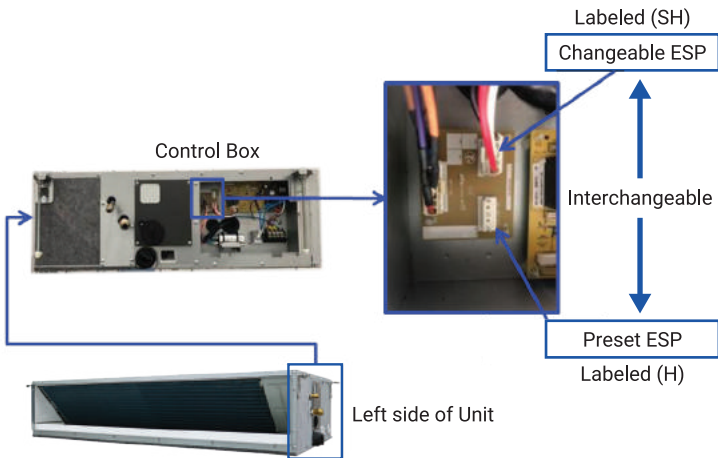 Labeled (SH)
Changeable ESP
Control Box
Interchangeable
Preset ESP
Labeled (H)
Left side of Unit